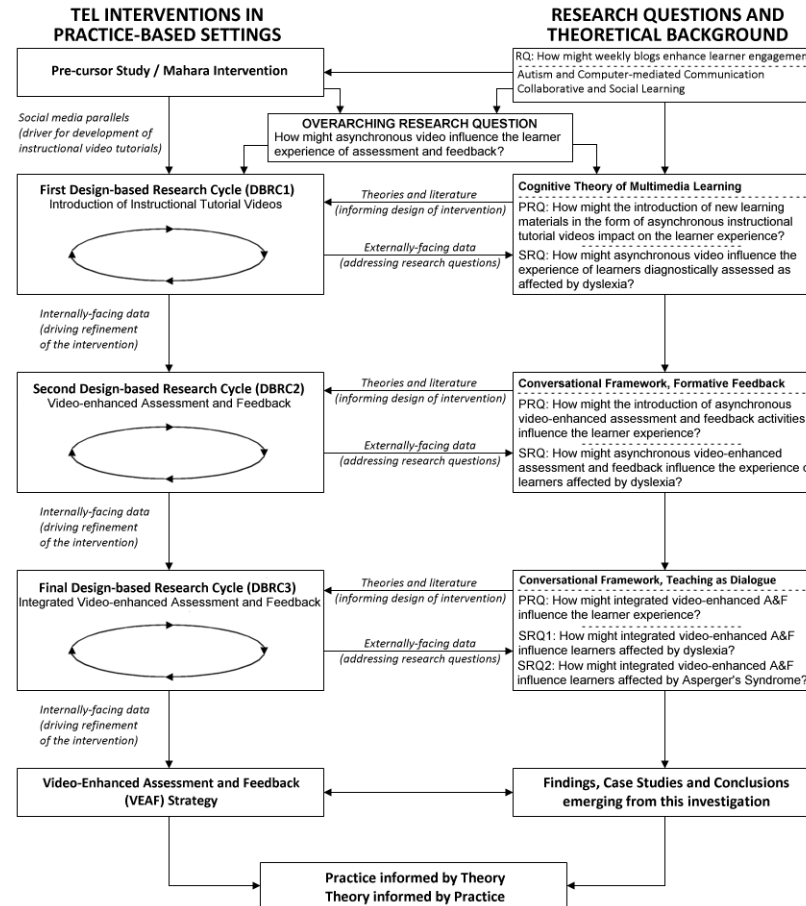 TEL INTERVENTIONS IN
PRACTICE-BASED SETTINGS
RESEARCH QUESTIONS AND
THEORETICAL BACKGROUND
Pre-cursor Study / Mahara Intervention
RQ: How might weekly blogs enhance learner engagemen
Autism and Computer-mediated Communication
Collaborative and Social Learning
Social media parallels
(driver for development of
instructional video tutorials)
OVERARCHING RESEARCH QUESTION
How might asynchronous video influence the learner
experience of assessment and feedback?
First Design-based Research Cycle (DBRC1)
Introduction of Instructional Tutorial Videos
Theories and literature
(informing design of intervention)
Externally-facing data
(addressing research questions)
Cognitive Theory of Multimedia Learning
PRQ: How might the introduction of new learning
materials in the form of asynchronous instructional
tutorial videos impact on the learner experience?
SRQ: How might asynchronous video influence the
experience of learners diagnostically assessed as
affected by dyslexia?
Internally-facing data
(driving refinement
of the intervention)
Second Design-based Research Cycle (DBRC2)
Video-enhanced Assessment and Feedback
Theories and literature
(informing design of intervention)
Externally-facing data
(addressing research questions)
Conversational Framework, Formative Feedback
PRQ: How might the introduction of asynchronous
video-enhanced assessment and feedback activities
influence the learner experience?
SRQ: How might asynchronous video-enhanced
assessment and feedback influence the experience o
learners affected by dyslexia?
Internally-facing data
(driving refinement
of the intervention)
Final Design-based Research Cycle (DBRC3)
Integrated Video-enhanced Assessment and Feedback
Theories and literature
(informing design of intervention)
Externally-facing data
(addressing research questions)
Conversational Framework, Teaching as Dialogue
PRQ: How might integrated video-enhanced A&F
influence the learner experience?
SRQ1: How might integrated video-enhanced A&F
influence learners affected by dyslexia?
SRQ2: How might integrated video-enhanced A&F
influence learners affected by Asperger's Syndrome?
Internally-facing data
(driving refinement
of the intervention)
Video-Enhanced Assessment and Feedback
(VEAF) Strategy
Findings, Case Studies and Conclusions
emerging from this investigation
Practice informed by Theory
Theory informed by Practice